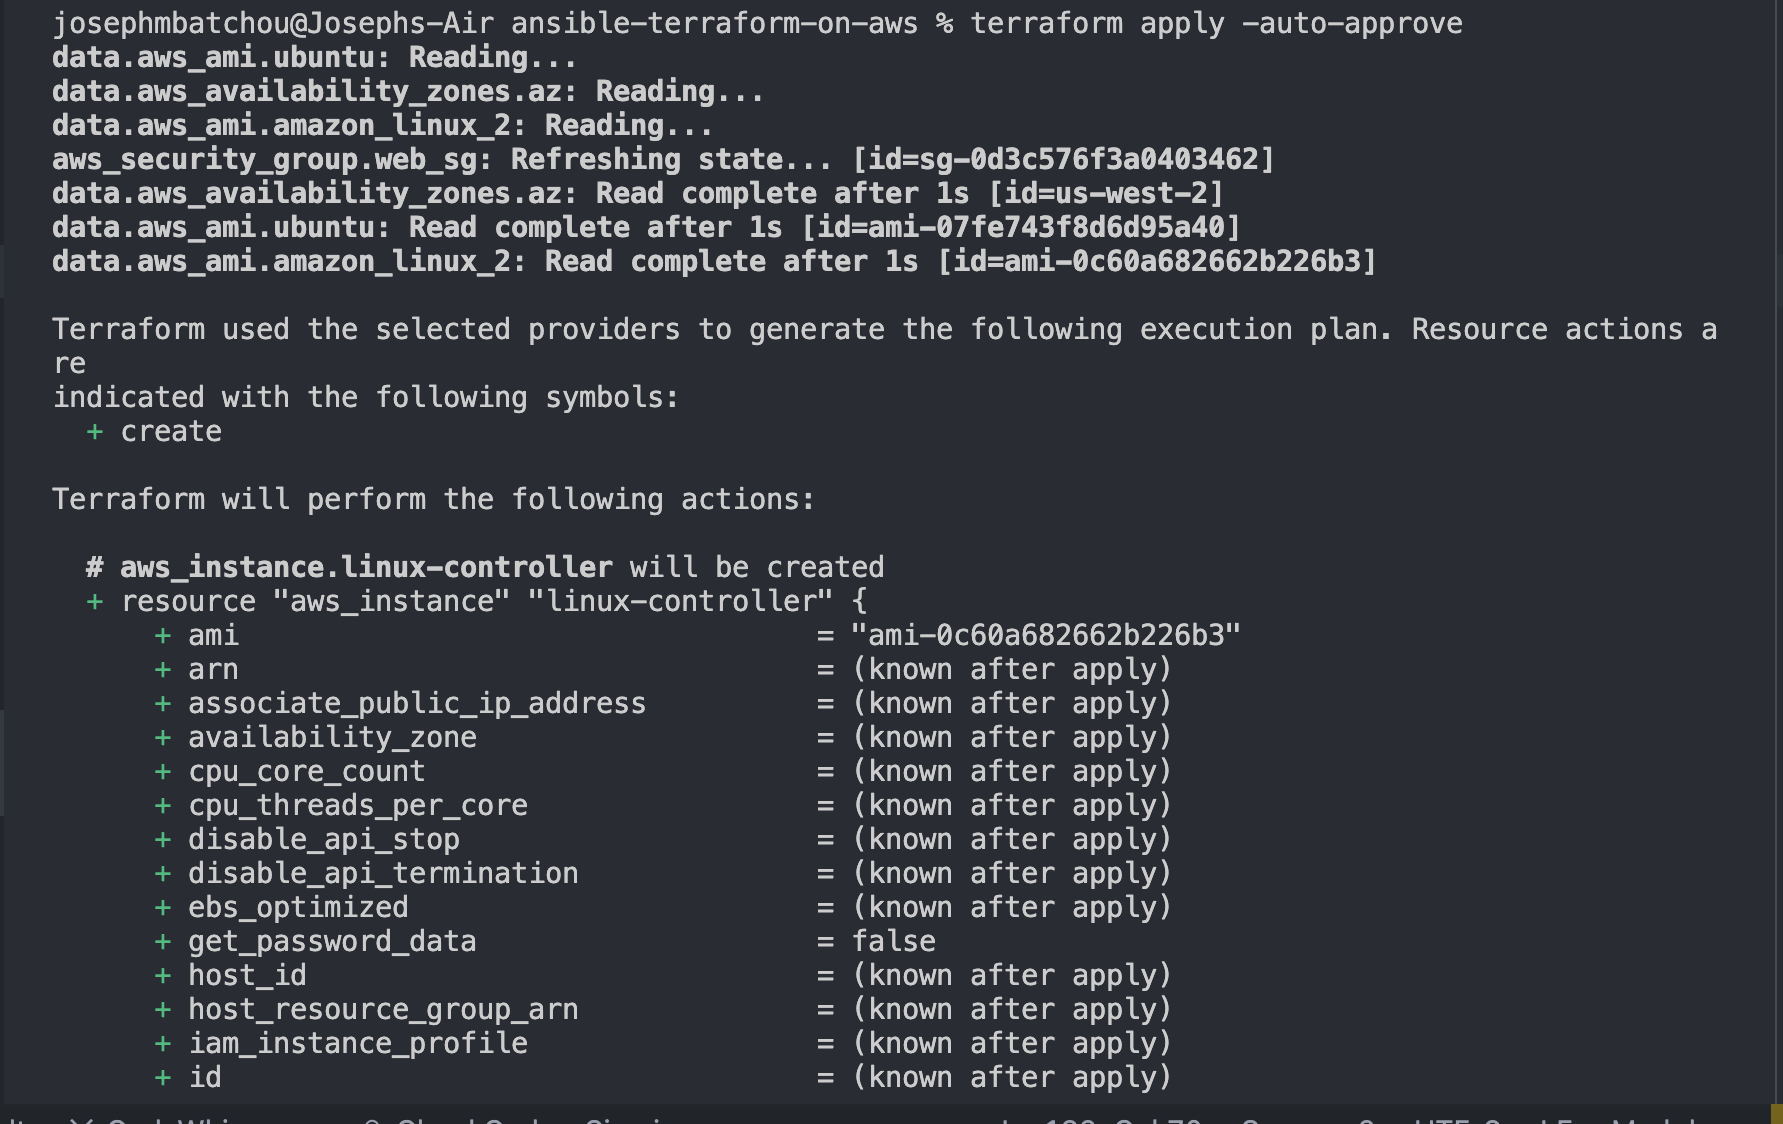 josephmbatchou@Josephs-Air ansible-terraform-on-aws % terraform apply -auto-approve
data.aws_ami.ubuntu: Reading...
data.aws_availability_zones.az: Reading...
data.aws_ami.amazon_linux_2: Reading...
aws_security_group.web_sg: Refreshing state... [id=sg-0d3c576f3a0403462]
data.aws_availability_zones.az: Read complete after 1s [id=us-west-2]
data.aws_ami.ubuntu: Read complete after 1s [id=ami-07fe743f8d6d95a40]
data.aws_ami.amazon_linux_2: Read complete after 1s [id=ami-0c60a682662b226b3]
Terraform used the selected providers to generate the following execution plan. Resource actions a
re
indicated with the following symbols:
+ create
Terraform will perform the following actions:
# aws_instance.linux-controller will be created
+ resource "aws_instance" "linux-controller" {
+ ami = "ami-0c60a682662b226b3"
+ arn = (known after apply)
+ associate_public_ip_address = (known after apply)
+ availability_zone = (known after apply)
+ cpu_core_count = (known after apply)
+ cpu_threads_per_core = (known after apply)
+ disable_api_stop = (known after apply)
+ disable_api_termination = (known after apply)
+ ebs_optimized = (known after apply)
+ get_password_data = false
+ host_id = (known after apply)
+ host_resource_group_arn = (known after apply)
+ iam_instance_profile = (known after apply)
+ id = (known after apply)